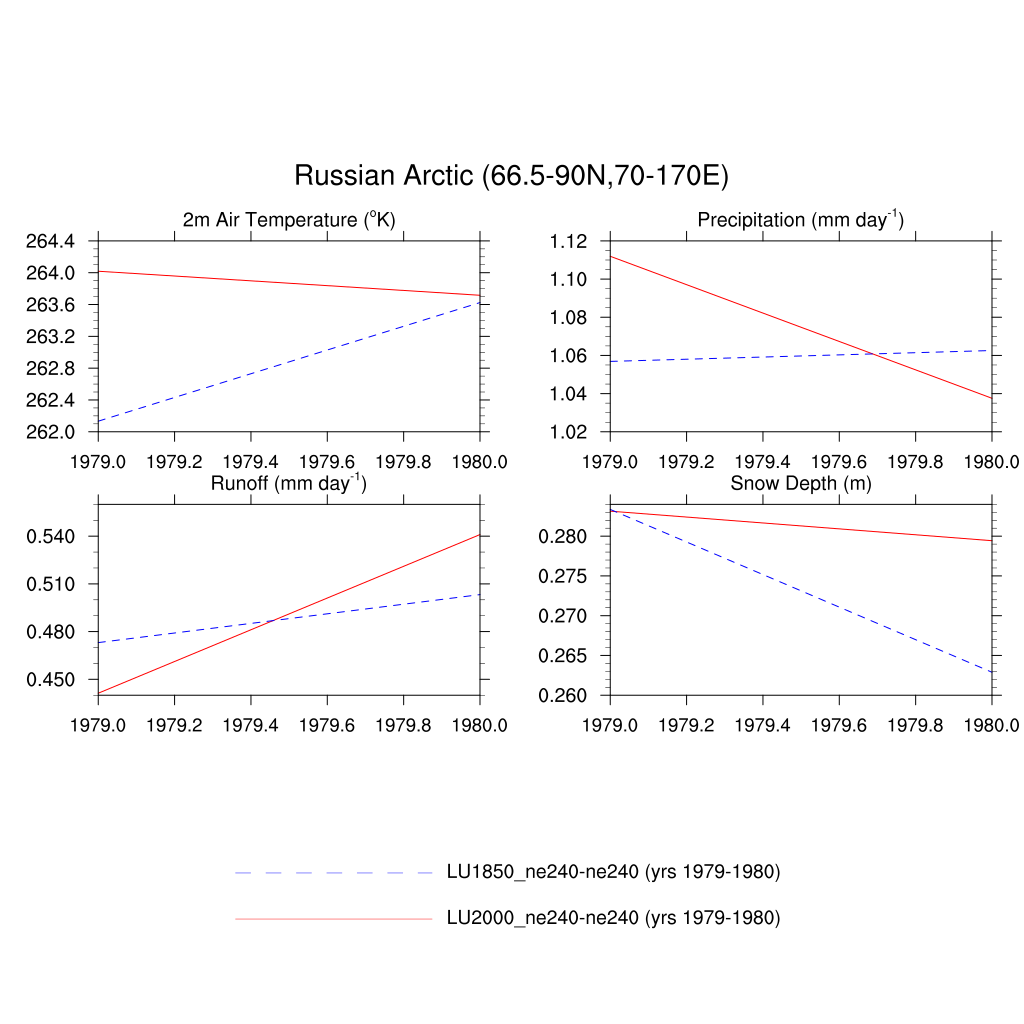 Russian Arctic (66.5-90N,70-170E)
2m Air Temperature (°K)
264.4
264.0
263.6
263.2
262.8
262.4
262.0
1979.0 1979.2 1979.4 1979.6 1979.8 1980.0
Precipitation (mm day⁻¹)
1.12
1.10
1.08
1.06
1.04
1.02
1979.0 1979.2 1979.4 1979.6 1979.8 1980.0
Runoff (mm day⁻¹)
0.540
0.510
0.480
0.450
1979.0 1979.2 1979.4 1979.6 1979.8 1980.0
Snow Depth (m)
0.280
0.275
0.270
0.265
0.260
1979.0 1979.2 1979.4 1979.6 1979.8 1980.0
LU1850_ne240-ne240 (yrs 1979-1980)
LU2000_ne240-ne240 (yrs 1979-1980)